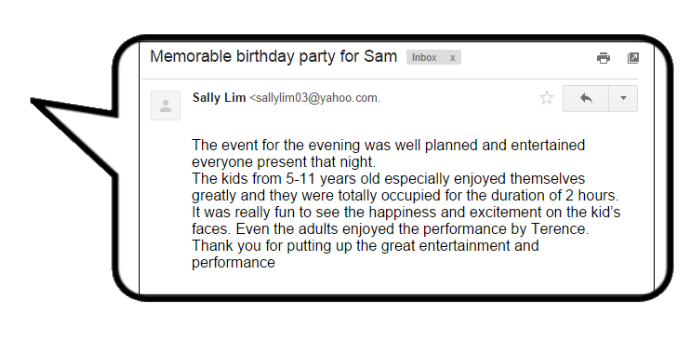 Memorable birthday party for Sam Inbox x
Sally Lim <sallylim03@yahoo.com.
The event for the evening was well planned and entertained
everyone present that night.
The kids from 5-11 years old especially enjoyed themselves
greatly and they were totally occupied for the duration of 2 hours.
It was really fun to see the happiness and excitement on the kid's
faces. Even the adults enjoyed the performance by Terence.
Thank you for putting up the great entertainment and
performance